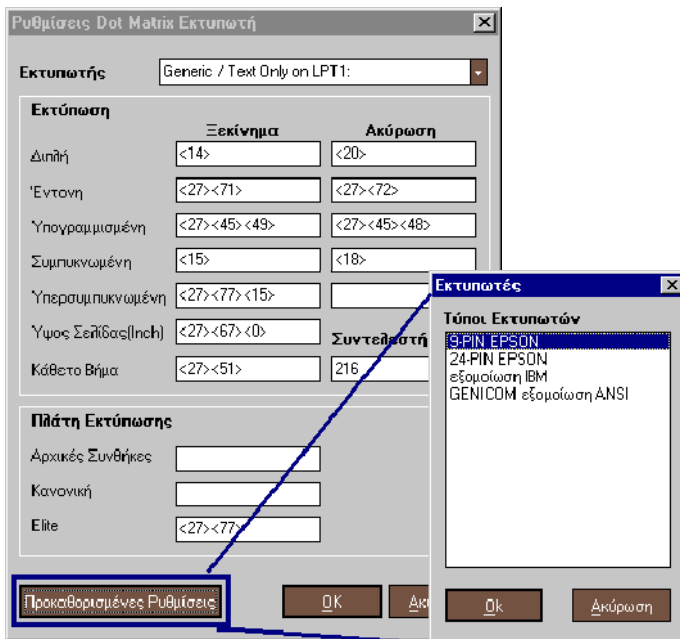 Ρυθμίσεις Dot Matrix Εκτυπωτή
Εκτυπωτής Generic / Text Only on LPT1:
Εκτύπωση
Ξεκίνημα Ακύρωση
Διπλή <14> <20>
Έντονη <27><71> <27><72>
Υπογραμμισμένη <27><45><49> <27><45><48>
Συμπυκνωμένη <15> <18>
Υπερσυμπυκνωμένη <27><77><15>
Υψος Σελίδας(Inch) <27><67><0> Συντελεστή
Κάθετο Βήμα <27><51> 216
Πλάτη Εκτύπωσης
Αρχικές Συνθήκες
Κανονική
Elite <27><77>
Προκαθορισμένες Ρυθμίσεις OK
Εκτυπωτές
Τύποι Εκτυπωτών
9-PIN EPSON
24-PIN EPSON
εξομοίωση IBM
GENICOM εξομοίωση ANSI
Ok Ακύρωση